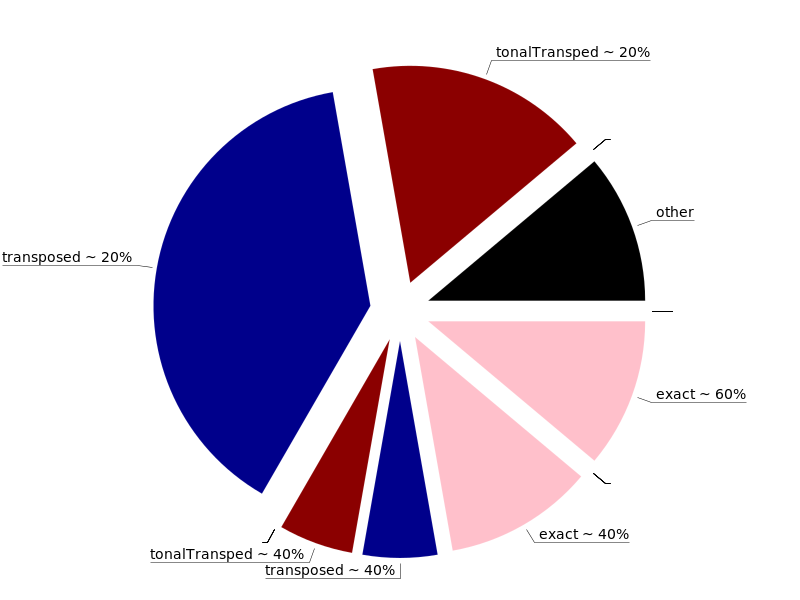 tonalTransped ~ 20%
other
transposed ~ 20%
exact ~ 60%
exact ~ 40%
tonalTransped ~ 40%
transposed ~ 40%